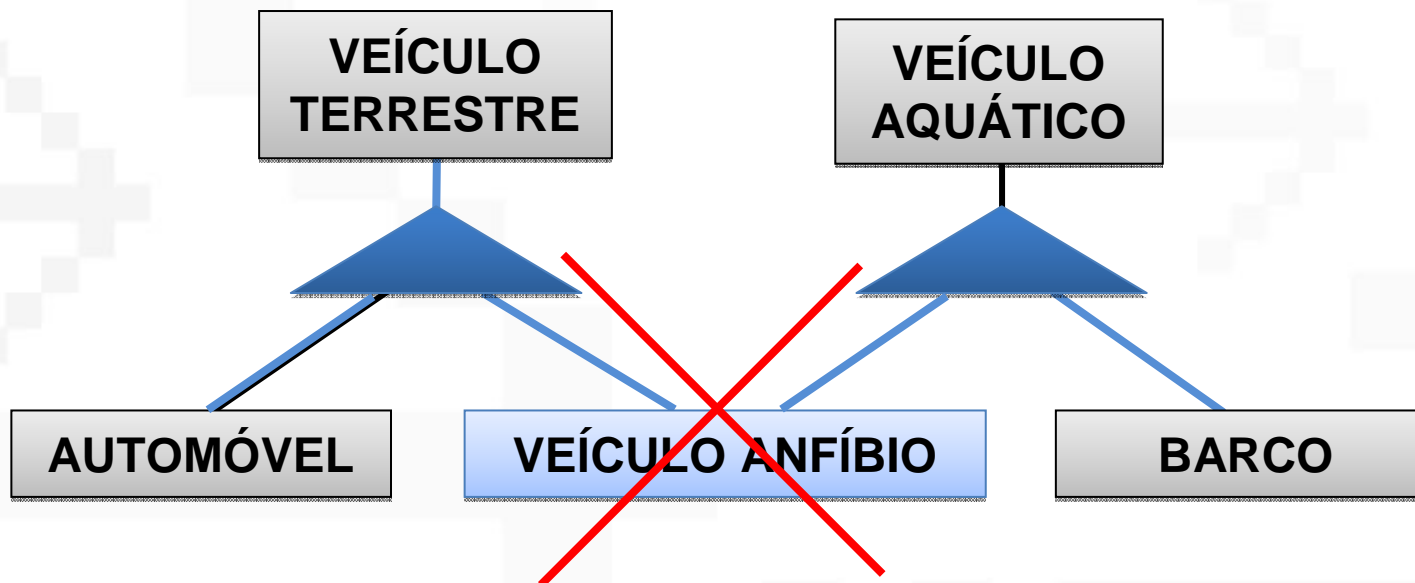 VEÍCULO
TERRESTRE
VEÍCULO
AQUÁTICO
AUTOMÓVEL
VEÍCULO ANFÍBIO
BARCO